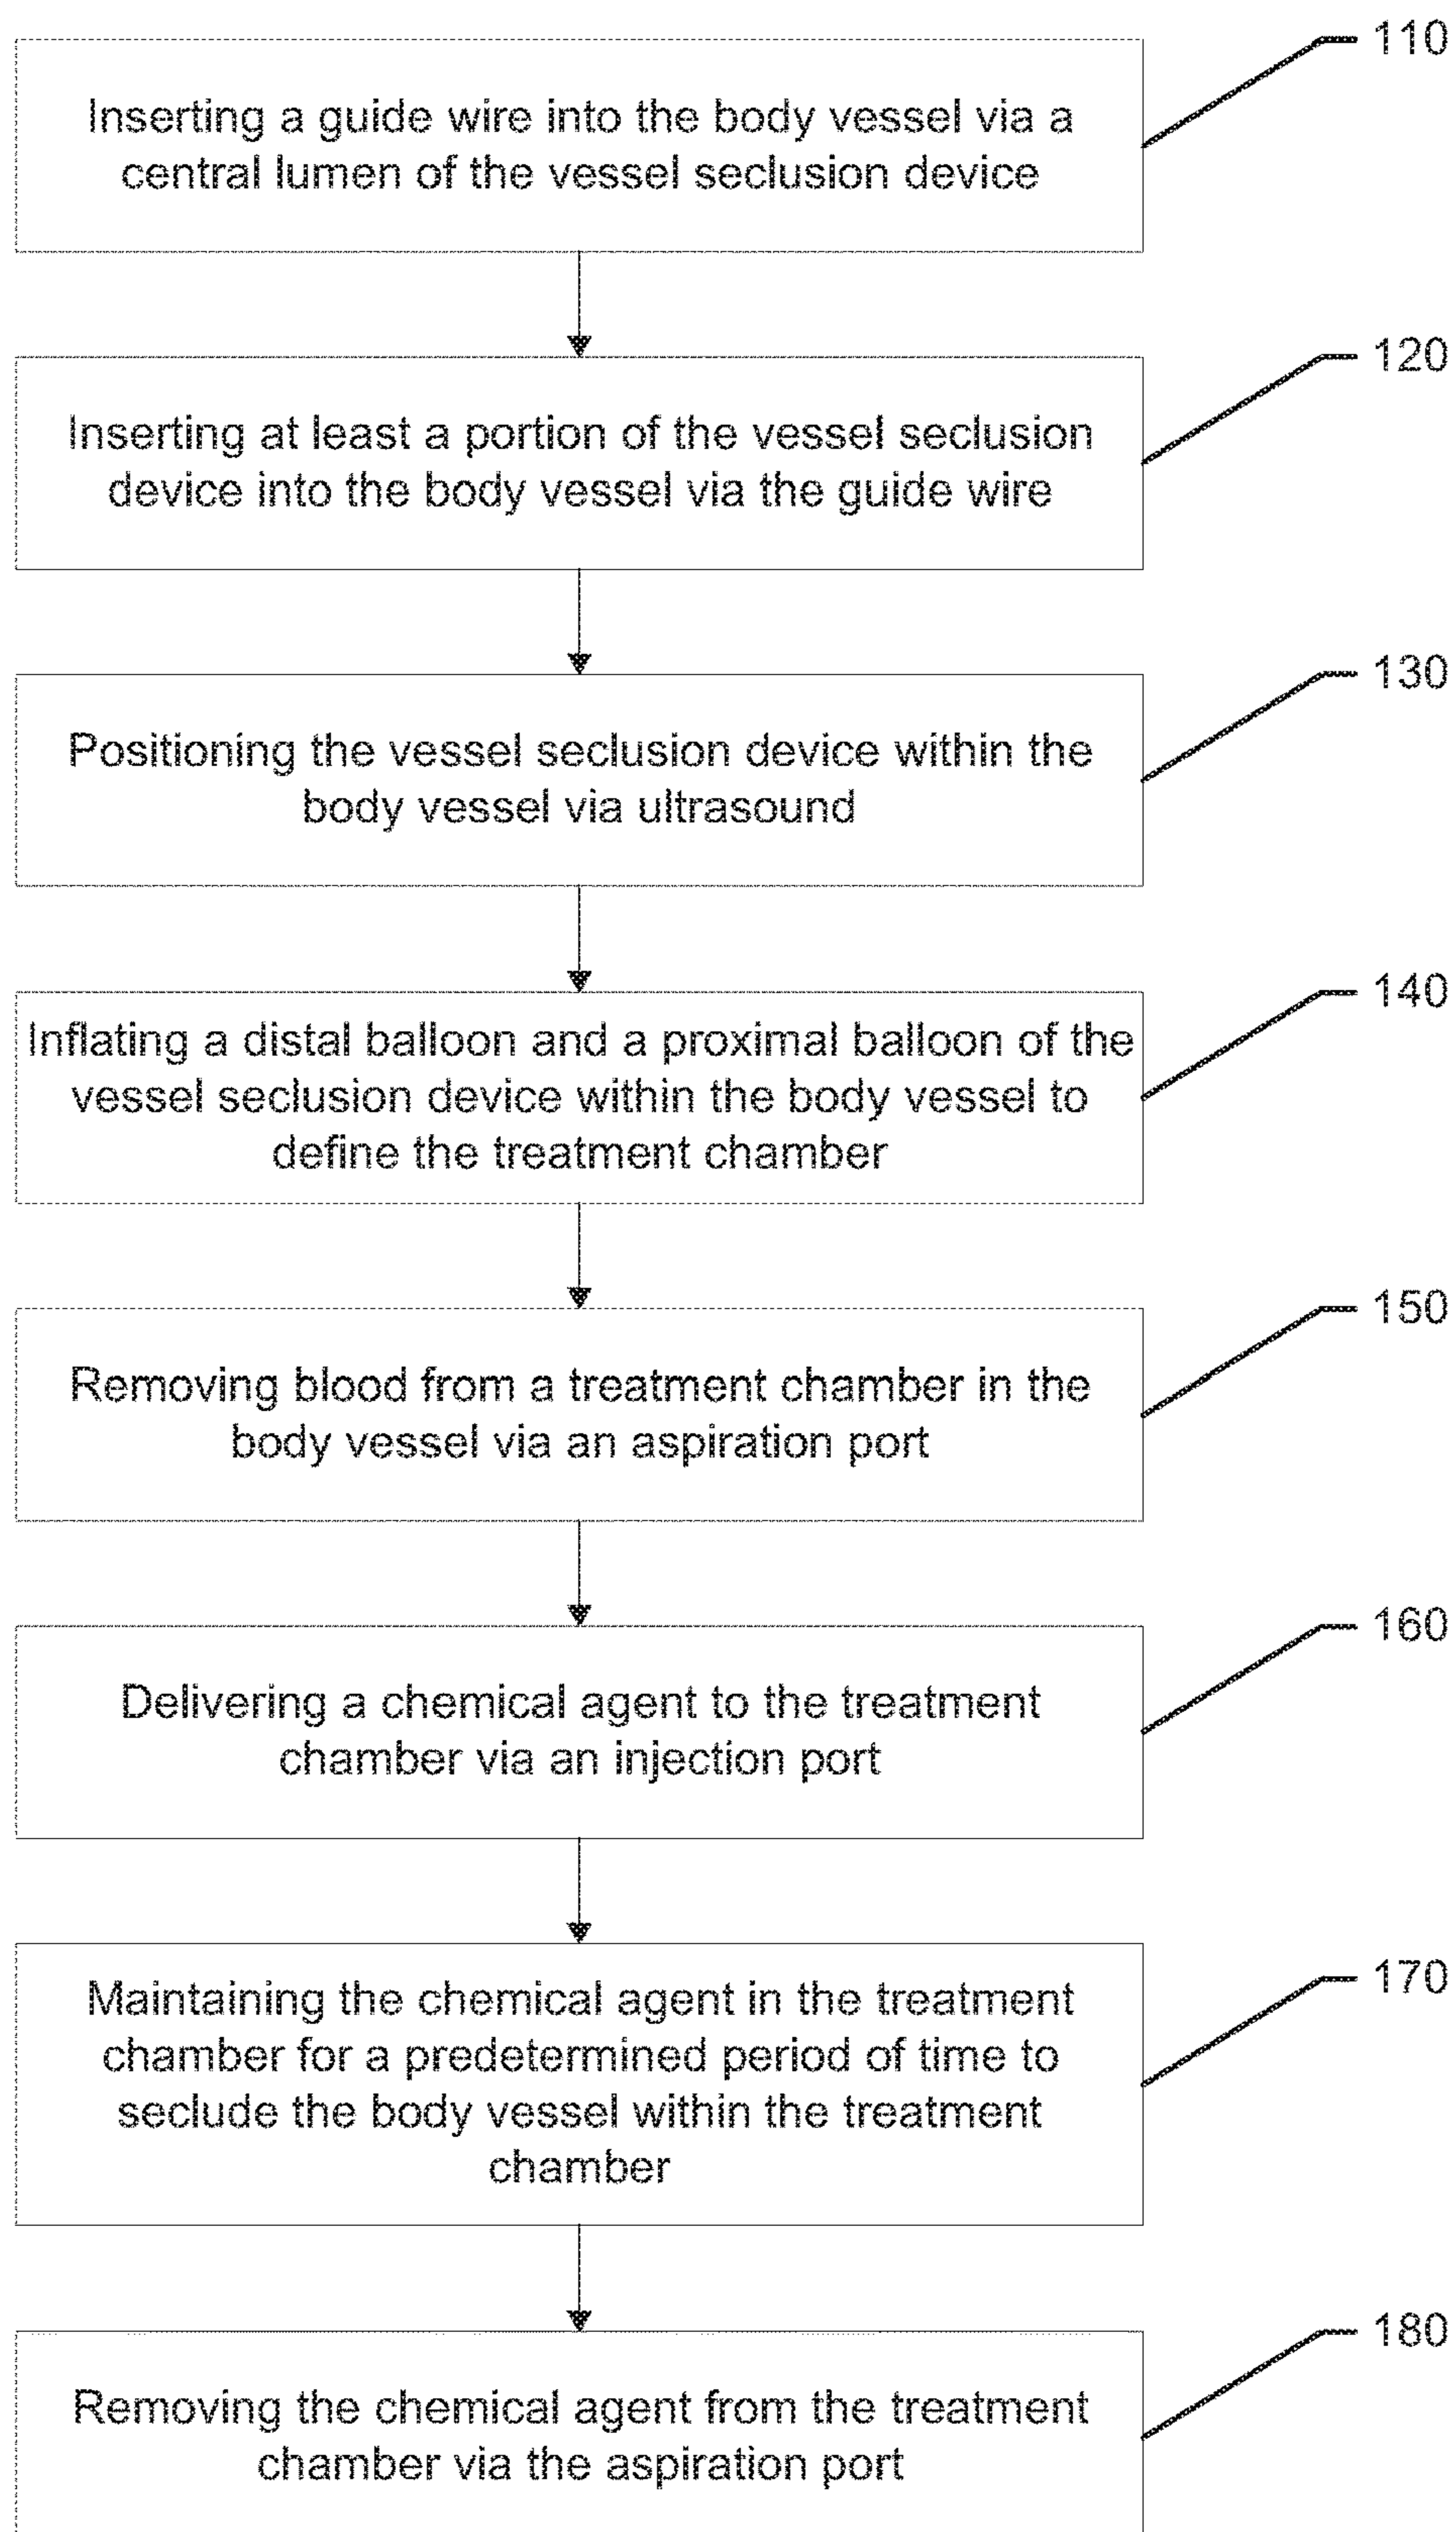 110
Inserting a guide wire into the body vessel via a
central lumen of the vessel seclusion device
120
Inserting at least a portion of the vessel seclusion
device into the body vessel via the guide wire
130
Positioning the vessel seclusion device within the
body vessel via ultrasound
140
Inflating a distal balloon and a proximal balloon of the
vessel seclusion device within the body vessel to
define the treatment chamber
150
Removing blood from a treatment chamber in the
body vessel via an aspiration port
160
Delivering a chemical agent to the treatment
chamber via an injection port
170
Maintaining the chemical agent in the treatment
chamber for a predetermined period of time to
seclude the body vessel within the treatment
chamber
180
Removing the chemical agent from the treatment
chamber via the aspiration port